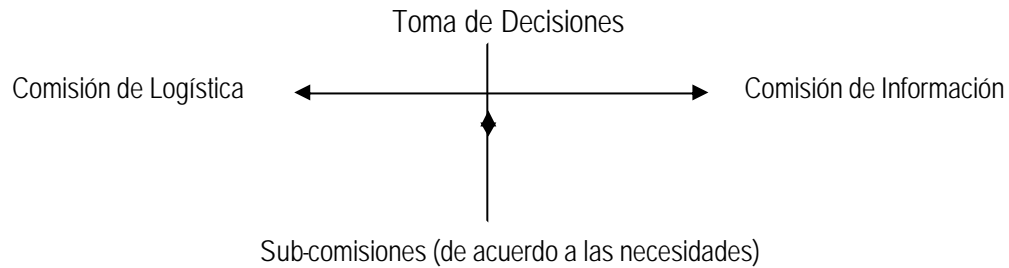 Toma de Decisiones
Comisión de Logística
Comisión de Información
Sub-comisiones (de acuerdo a las necesidades)